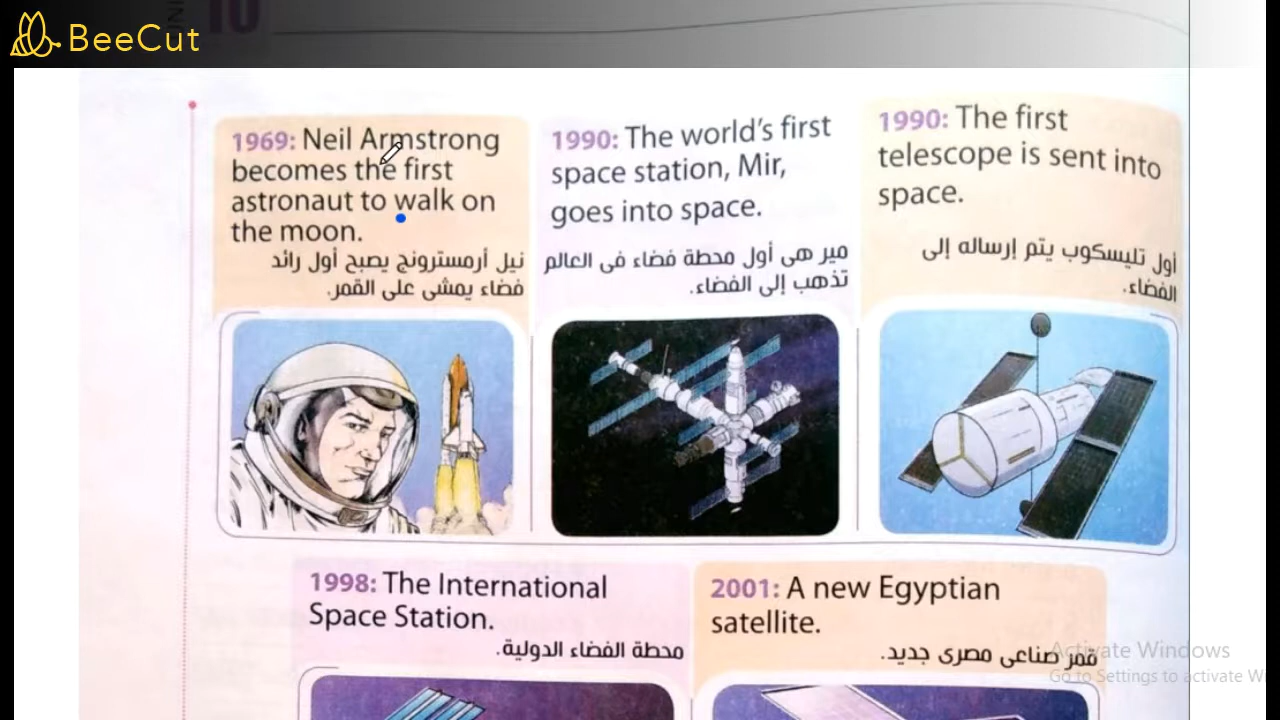 10
BeeCut
1969: Neil Armstrong
becomes the first
astronaut to walk on
the moon.
نيل أرمسترونج يصبح أول رائد
فضاء يمشى على القمر.
1990: The world's first
space station, Mir,
goes into space.
مير هى أول محطة فضاء فى العالم
تذهب إلى الفضاء.
1990: The first
telescope is sent into
space.
أول تليسكوب يتم إرساله إلى
الفضاء.
1998: The International
Space Station.
محطة الفضاء الدولية.
2001: A new Egyptian
satellite.
قمر صناعى مصرى جديد.
Activate Windows
Go to Settings to activate W